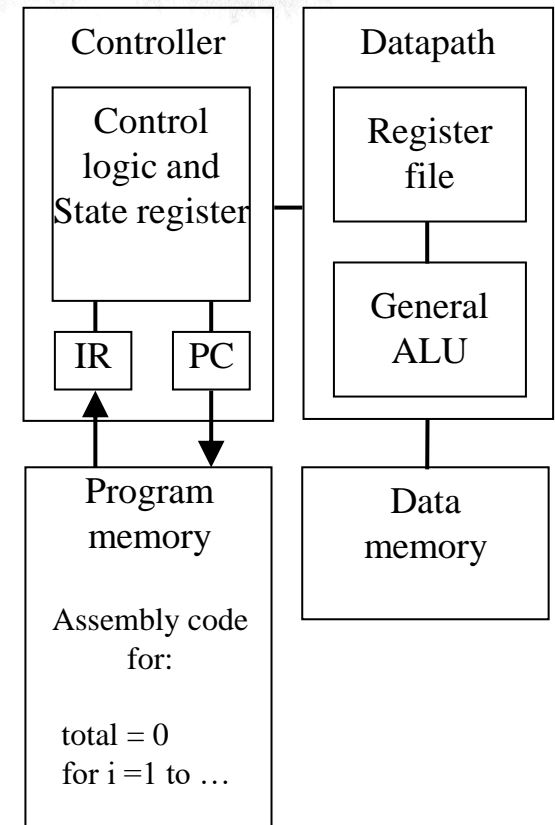 Controller
Control
logic and
State register
IR
PC
Datapath
Register
file
General
ALU
Program
memory
Assembly code
for:
total = 0
for i =1 to …
Data
memory